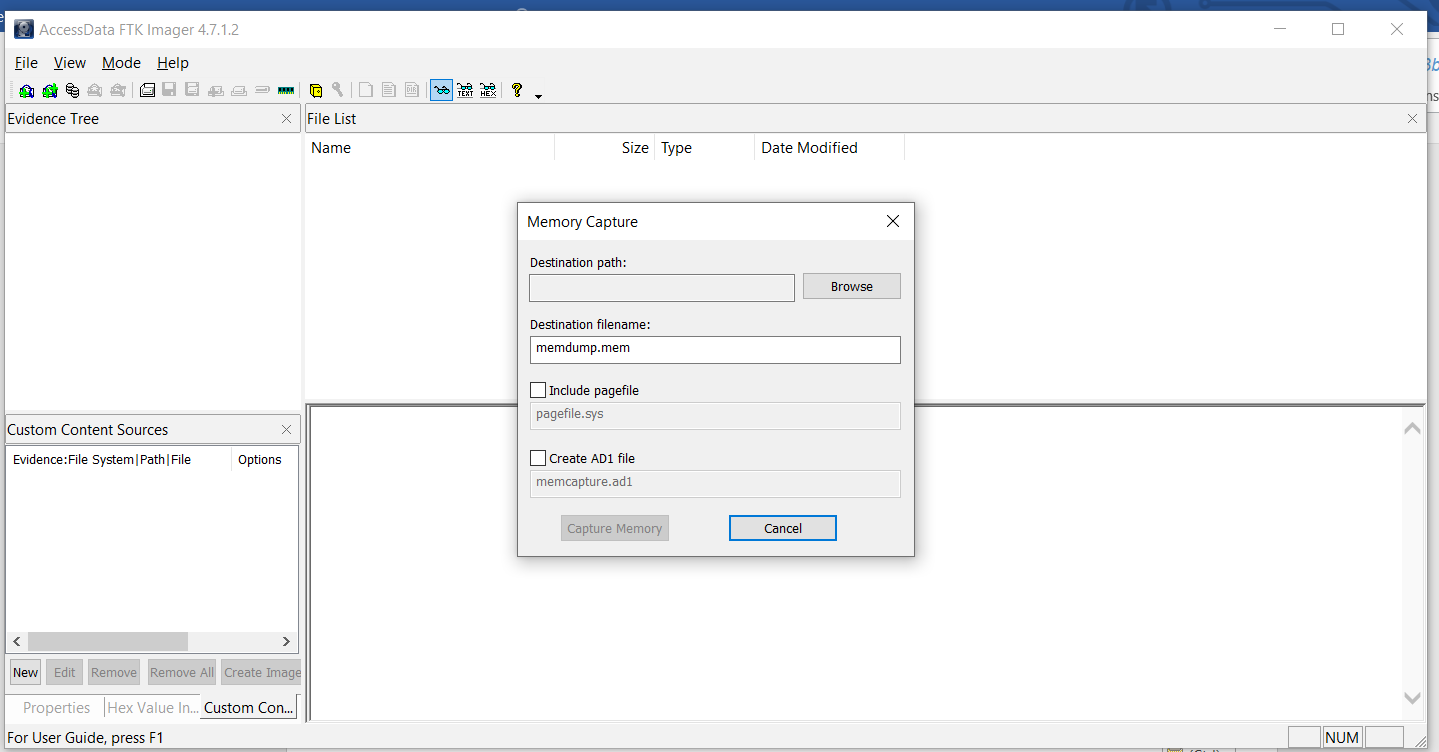 AccessData FTK Imager 4.7.1.2
File View Mode Help
TEXT HEX
Evidence Tree
File List
Name Size Type Date Modified
Memory Capture
Destination path:
Browse
Destination filename:
memdump.mem
Include pagefile
pagefile.sys
Create AD1 file
memcapture.ad1
Capture Memory Cancel
Custom Content Sources
Evidence:File System|Path|File Options
New Edit Remove Remove All Create Image
Properties Hex Value In... Custom Con...
For User Guide, press F1
NUM